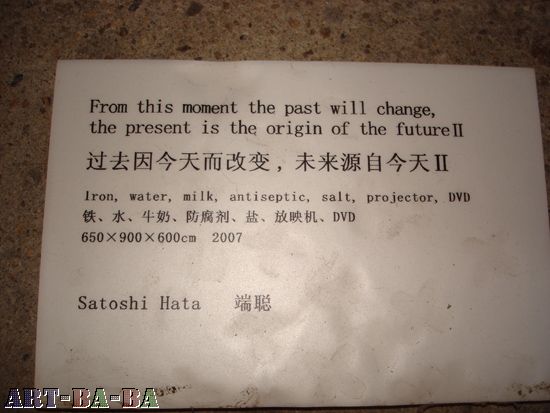 From this moment the past will change,
the present is the origin of the futureⅡ
过去因今天而改变，未来源自今天Ⅱ
Iron, water, milk, antiseptic, salt, projector, DVD
铁、水、牛奶、防腐剂、盐、放映机、DVD
650×900×600cm 2007
Satoshi Hata 端聪
ART-BA-BA